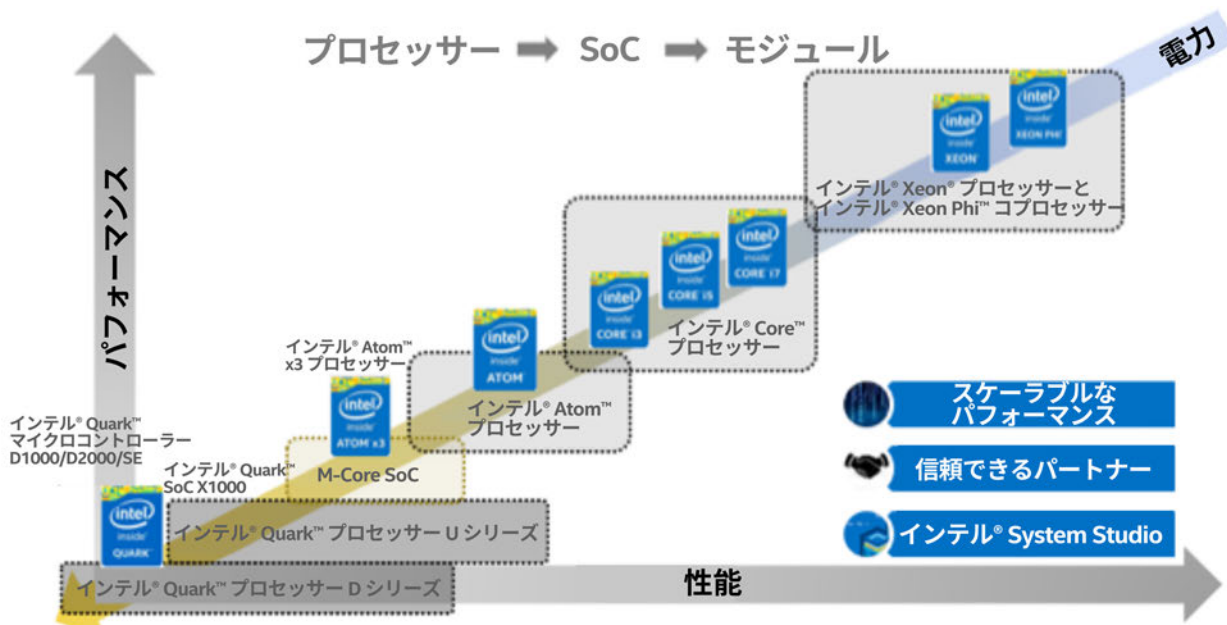 プロセッサー ➡ SoC ➡ モジュール
電力
パフォーマンス
intel inside XEON
intel inside XEON PHI
インテル® Xeon® プロセッサーと
インテル® Xeon Phi™ コプロセッサー
intel inside CORE i3
intel inside CORE i5
intel inside CORE i7
インテル® Core™
プロセッサー
intel inside ATOM
インテル® Atom™
プロセッサー
インテル® Atom™
x3 プロセッサー
intel inside ATOM x3
M-Core SoC
インテル® Quark™
マイクロコントローラー
D1000/D2000/SE
インテル® Quark™
SoC X1000
intel inside QUARK
インテル® Quark™ プロセッサー U シリーズ
インテル® Quark™ プロセッサー D シリーズ
スケーラブルな
パフォーマンス
信頼できるパートナー
インテル® System Studio
性能